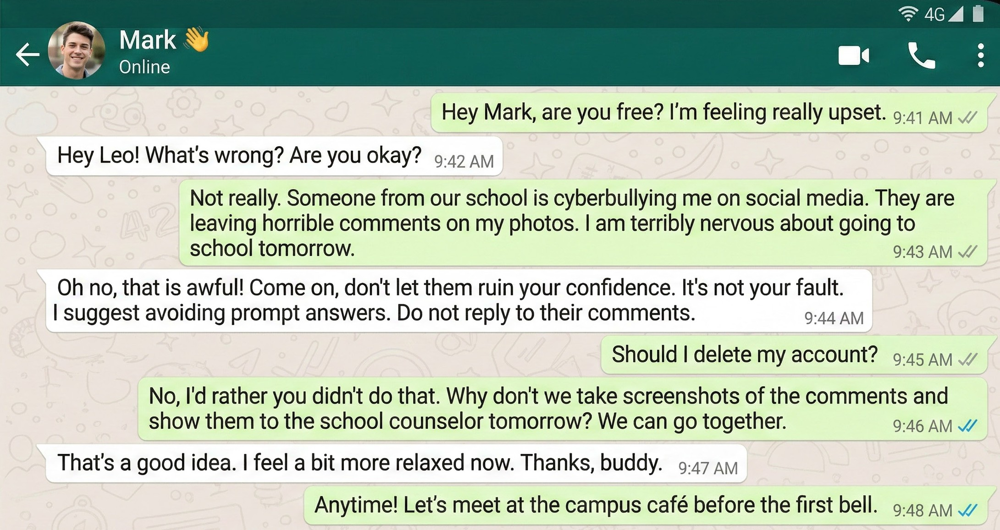 4G
Mark 👋
Online
Hey Mark, are you free? I’m feeling really upset. 9:41 AM
Hey Leo! What's wrong? Are you okay? 9:42 AM
Not really. Someone from our school is cyberbullying me on social media. They are
leaving horrible comments on my photos. I am terribly nervous about going to
school tomorrow. 9:43 AM
Oh no, that is awful! Come on, don't let them ruin your confidence. It's not your fault.
I suggest avoiding prompt answers. Do not reply to their comments. 9:44 AM
Should I delete my account? 9:45 AM
No, I'd rather you didn't do that. Why don't we take screenshots of the comments and
show them to the school counselor tomorrow? We can go together. 9:46 AM
That's a good idea. I feel a bit more relaxed now. Thanks, buddy. 9:47 AM
Anytime! Let's meet at the campus café before the first bell. 9:48 AM